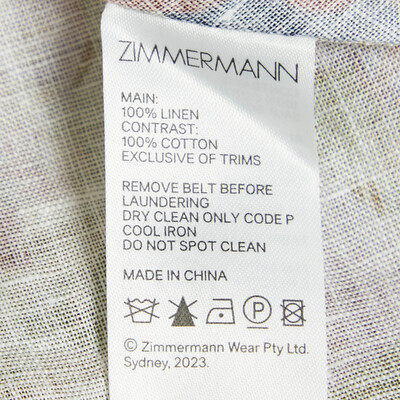 ZIMMERMANN
MAIN:
100% LINEN
CONTRAST:
100% COTTON
EXCLUSIVE OF TRIMS
REMOVE BELT BEFORE
LAUNDERING
DRY CLEAN ONLY CODE P
COOL IRON
DO NOT SPOT CLEAN
MADE IN CHINA
P
© Zimmermann Wear Pty Ltd.
Sydney, 2023.